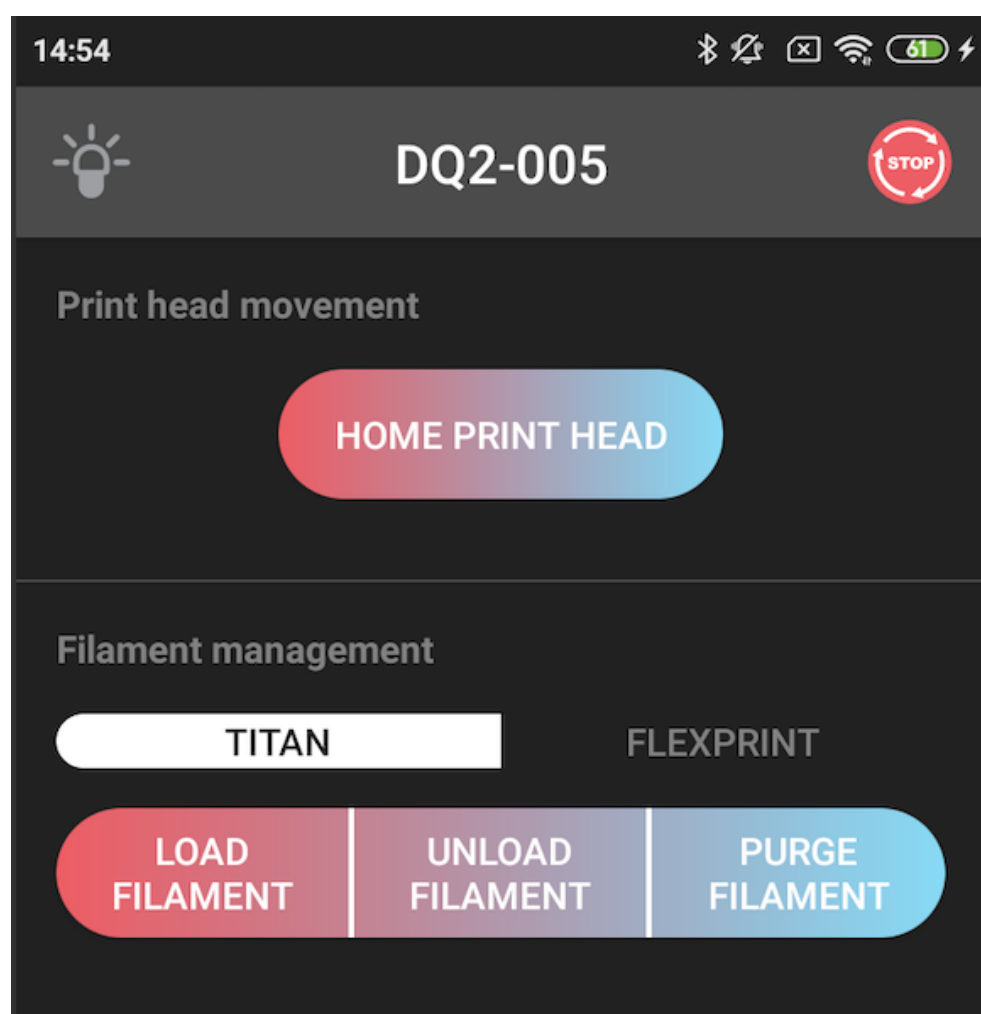 14:54
61
DQ2-005
STOP
Print head movement
HOME PRINT HEAD
Filament management
TITAN
FLEXPRINT
LOAD
FILAMENT
UNLOAD
FILAMENT
PURGE
FILAMENT